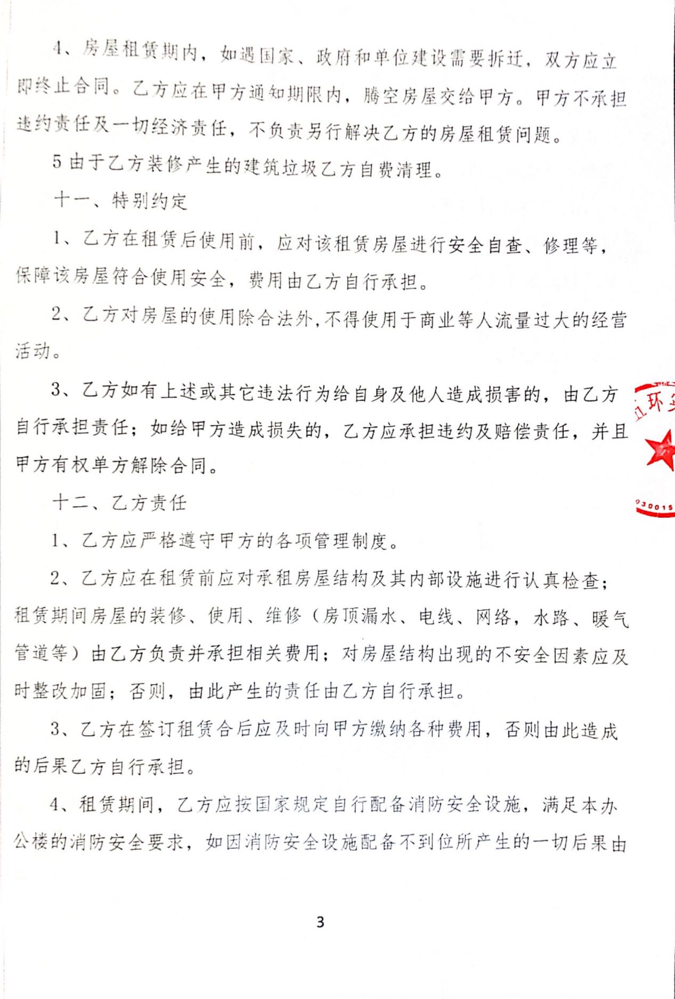 4、房屋租赁期内，如遇国家、政府和单位建设需要拆迁，双方应立
即终止合同。乙方应在甲方通知期限内，腾空房屋交给甲方。甲方不承担
违约责任及一切经济责任，不负责另行解决乙方的房屋租赁问题。
5由于乙方装修产生的建筑垃圾乙方自费清理。
十一、特别约定
1、乙方在租赁后使用前，应对该租赁房屋进行安全自查、修理等，
保障该房屋符合使用安全，费用由乙方自行承担。
2、乙方对房屋的使用除合法外,不得使用于商业等人流量过大的经营
活动。
3、乙方如有上述或其它违法行为给自身及他人造成损害的，由乙方
自行承担责任；如给甲方造成损失的，乙方应承担违约及赔偿责任，并且
甲方有权单方解除合同。
环
030015
十二、乙方责任
1、乙方应严格遵守甲方的各项管理制度。
2、乙方应在租赁前应对承租房屋结构及其内部设施进行认真检查；
租赁期间房屋的装修、使用、维修（房顶漏水、电线、网络，水路、暖气
管道等）由乙方负责并承担相关费用；对房屋结构出现的不安全因素应及
时整改加固；否则，由此产生的责任由乙方自行承担。
3、乙方在签订租赁合后应及时向甲方缴纳各种费用，否则由此造成
的后果乙方自行承担。
4、租赁期间，乙方应按国家规定自行配备消防安全设施，满足本办
公楼的消防安全要求，如因消防安全设施配备不到位所产生的一切后果由
3